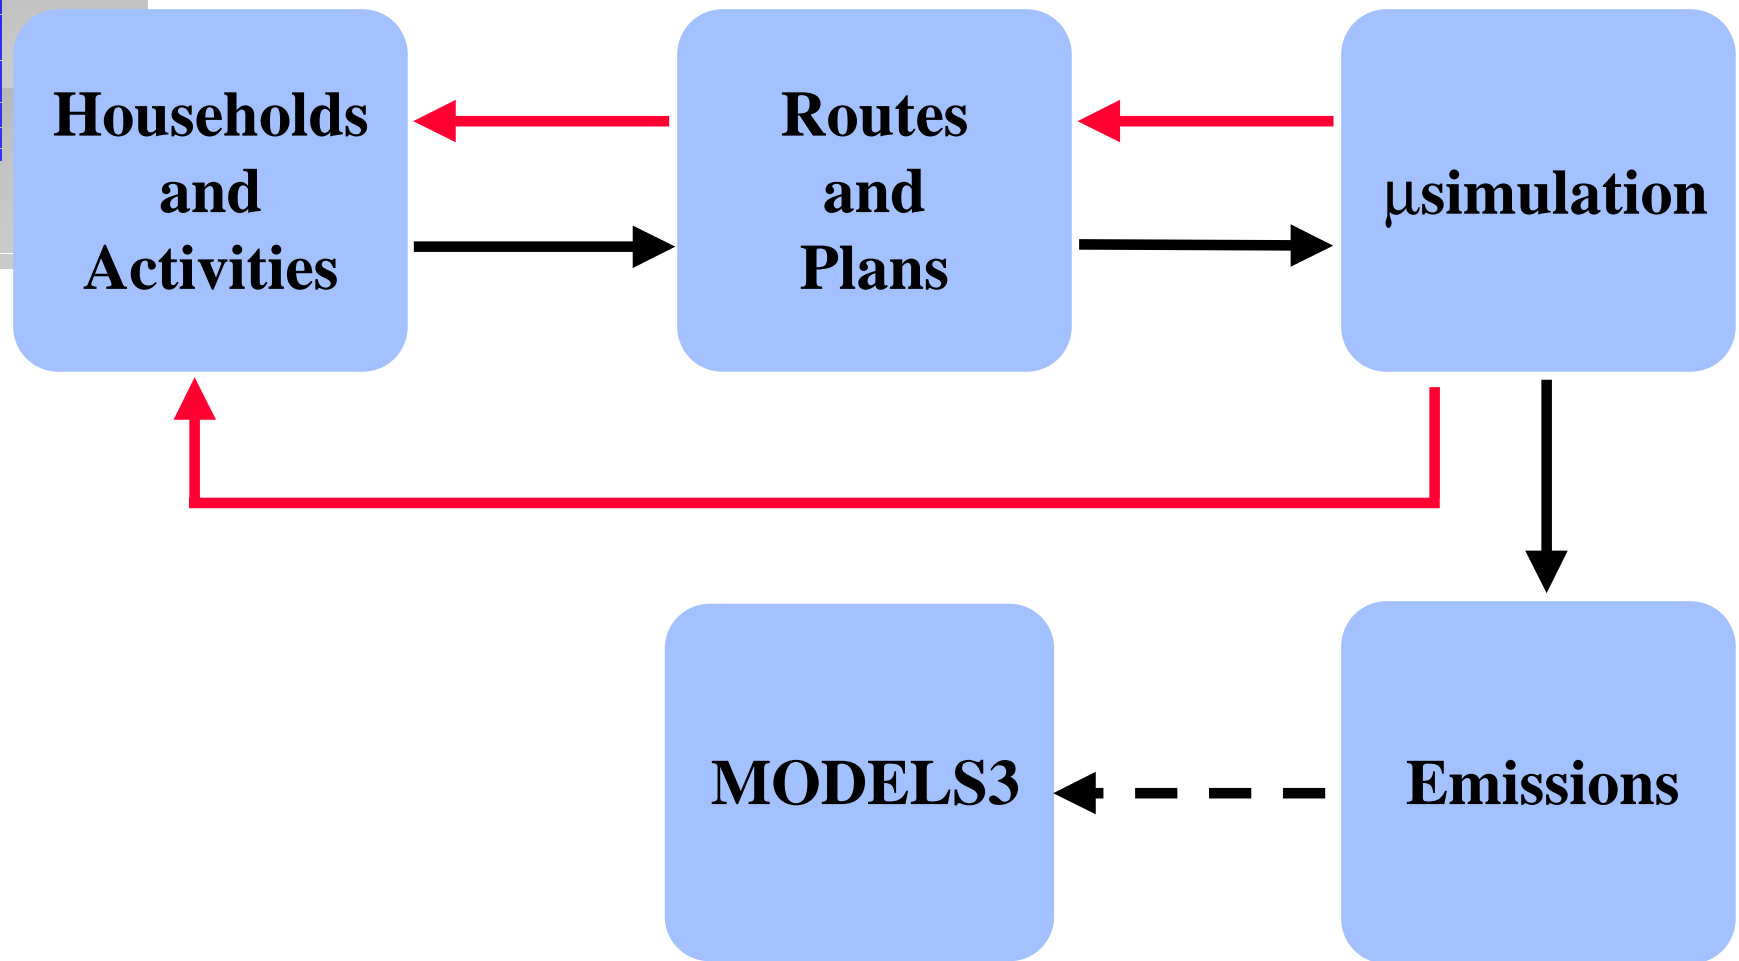 Households
and
Activities
Routes
and
Plans
μsimulation
MODELS3
Emissions